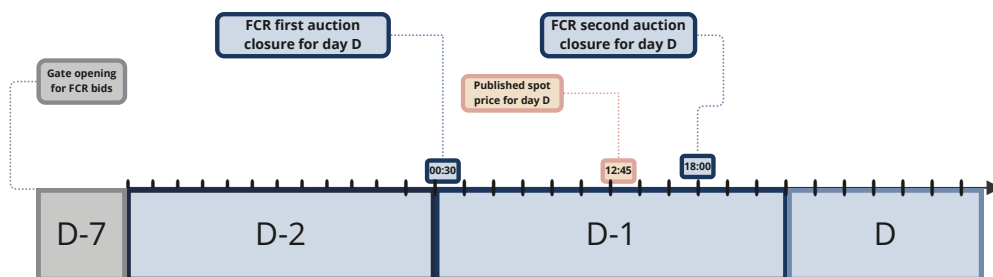 FCR first auction
closure for day D
FCR second auction
closure for day D
Gate opening
for FCR bids
Published spot
price for day D
00:30
12:45
18:00
D-7
D-2
D-1
D